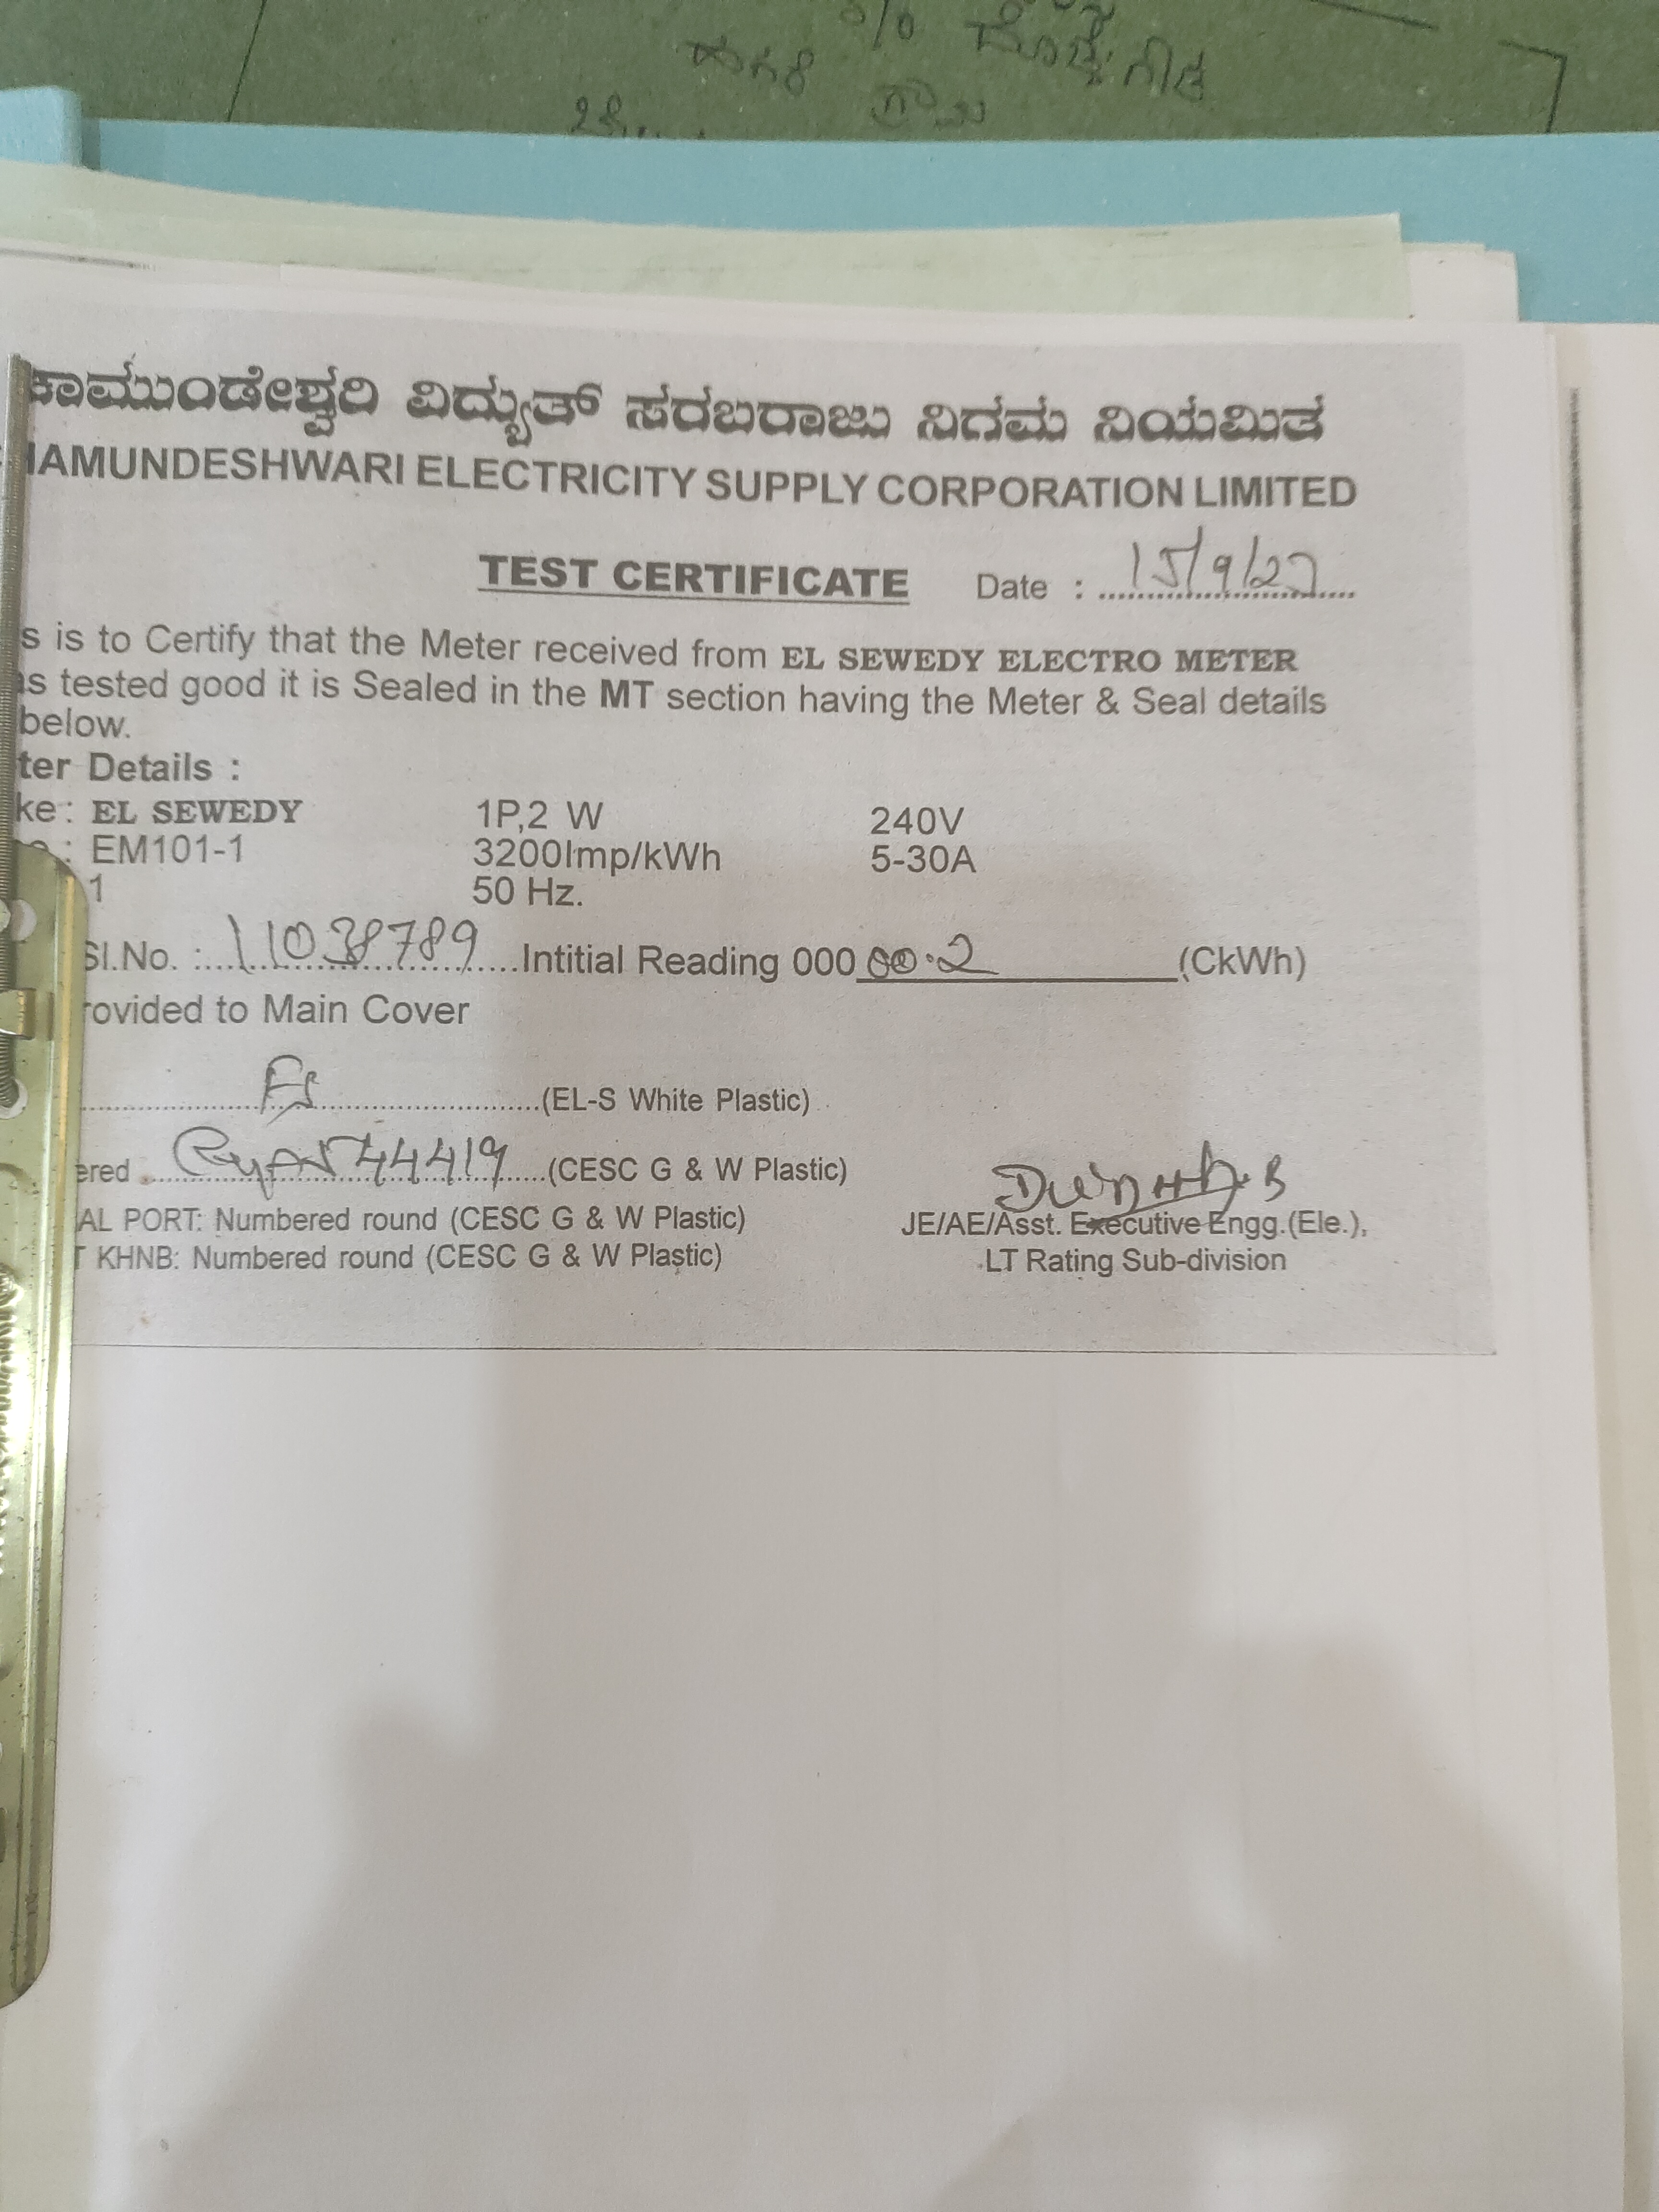 % ದೊಡ್ಡೇಗೌಡ
ಗ್ರಾಮ
ಚಾಮುಂಡೇಶ್ವರಿ ವಿದ್ಯುತ್ ಸರಬರಾಜು ನಿಗಮ ನಿಯಮಿತ
HAMUNDESHWARI ELECTRICITY SUPPLY CORPORATION LIMITED
TEST CERTIFICATE Date : 15/9/23
s is to Certify that the Meter received from EL SEWEDY ELECTRO METER
as tested good it is Sealed in the MT section having the Meter & Seal details
below.
ter Details :
ke : EL SEWEDY 1P,2 W 240V
: EM101-1 3200Imp/kWh 5-30A
1 50 Hz.
Sl.No. : 11038789 Intitial Reading 000 00.2 (CkWh)
rovided to Main Cover
(EL-S White Plastic)
ered 44419 (CESC G & W Plastic)
AL PORT: Numbered round (CESC G & W Plastic) JE/AE/Asst. Executive Engg.(Ele.),
T KHNB: Numbered round (CESC G & W Plastic) LT Rating Sub-division